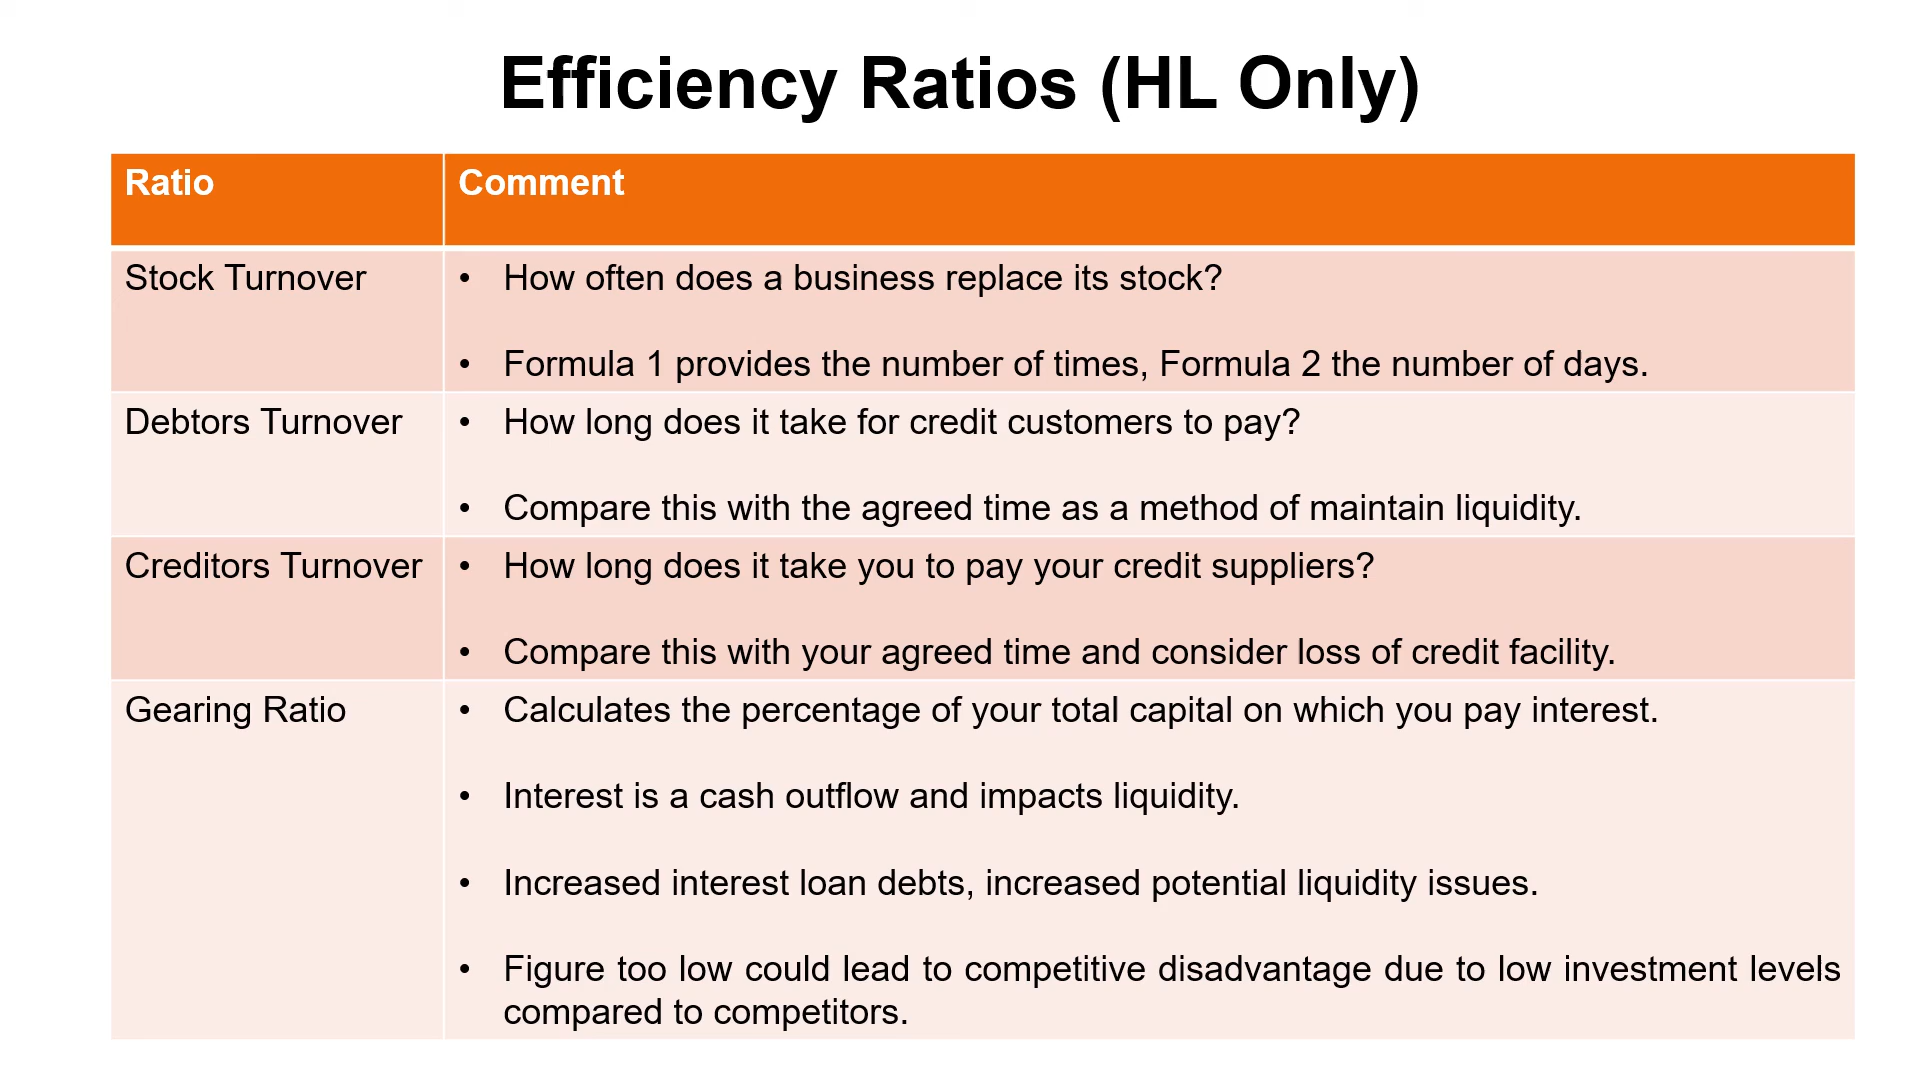 Efficiency Ratios (HL Only)
Ratio
Comment
Stock Turnover
• How often does a business replace its stock?
• Formula 1 provides the number of times, Formula 2 the number of days.
Debtors Turnover
• How long does it take for credit customers to pay?
• Compare this with the agreed time as a method of maintain liquidity.
Creditors Turnover
• How long does it take you to pay your credit suppliers?
• Compare this with your agreed time and consider loss of credit facility.
Gearing Ratio
• Calculates the percentage of your total capital on which you pay interest.
• Interest is a cash outflow and impacts liquidity.
• Increased interest loan debts, increased potential liquidity issues.
• Figure too low could lead to competitive disadvantage due to low investment levels
compared to competitors.